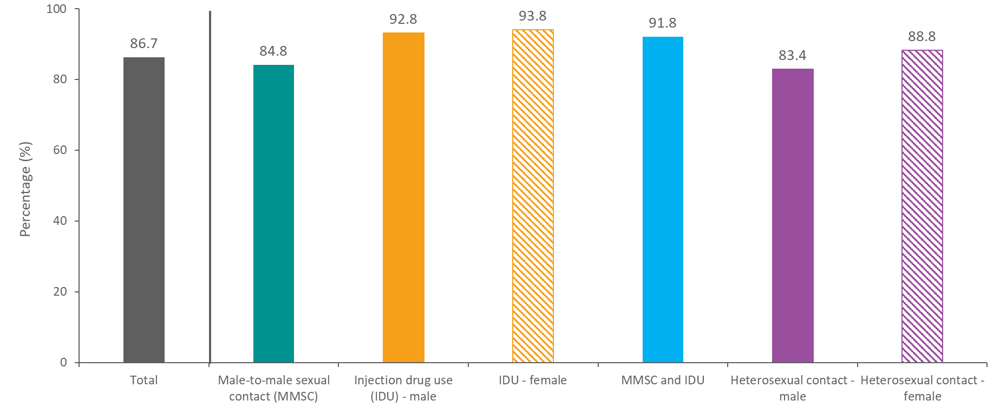 Percentage (%)
100
80
60
40
20
0
86.7
84.8
92.8
93.8
91.8
83.4
88.8
Total
Male-to-male sexual
contact (MMSC)
Injection drug use
(IDU) - male
IDU - female
MMSC and IDU
Heterosexual contact -
male
Heterosexual contact -
female